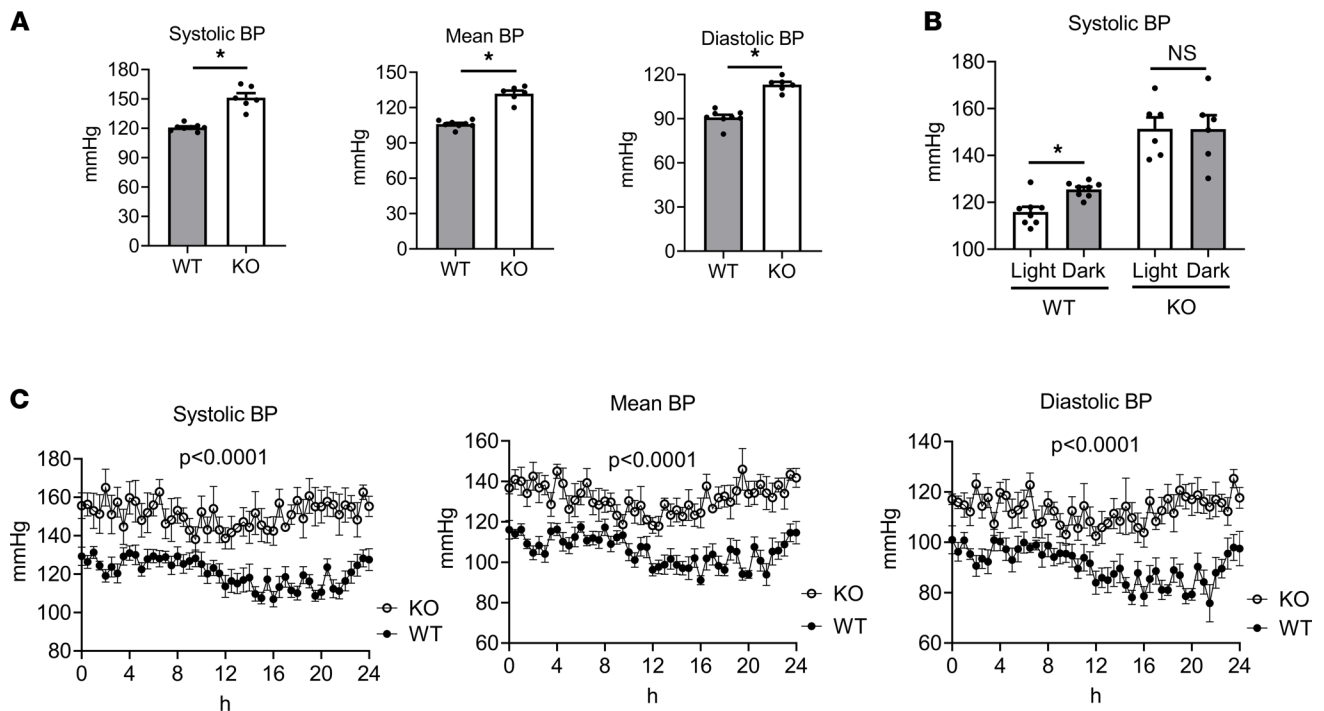 A
Systolic BP
*
180
150
120
90
60
30
0
mmHg
WT KO
Mean BP
*
150
120
90
60
30
0
mmHg
WT KO
Diastolic BP
*
120
90
60
30
0
mmHg
WT KO
B
Systolic BP
NS
*
180
160
140
120
100
mmHg
Light Dark Light Dark
WT KO
C
Systolic BP
p<0.0001
180
160
140
120
100
80
mmHg
0 4 8 12 16 20 24
h
KO
WT
Mean BP
p<0.0001
160
140
120
100
80
60
mmHg
0 4 8 12 16 20 24
h
KO
WT
Diastolic BP
p<0.0001
140
120
100
80
60
mmHg
0 4 8 12 16 20 24
h
KO
WT